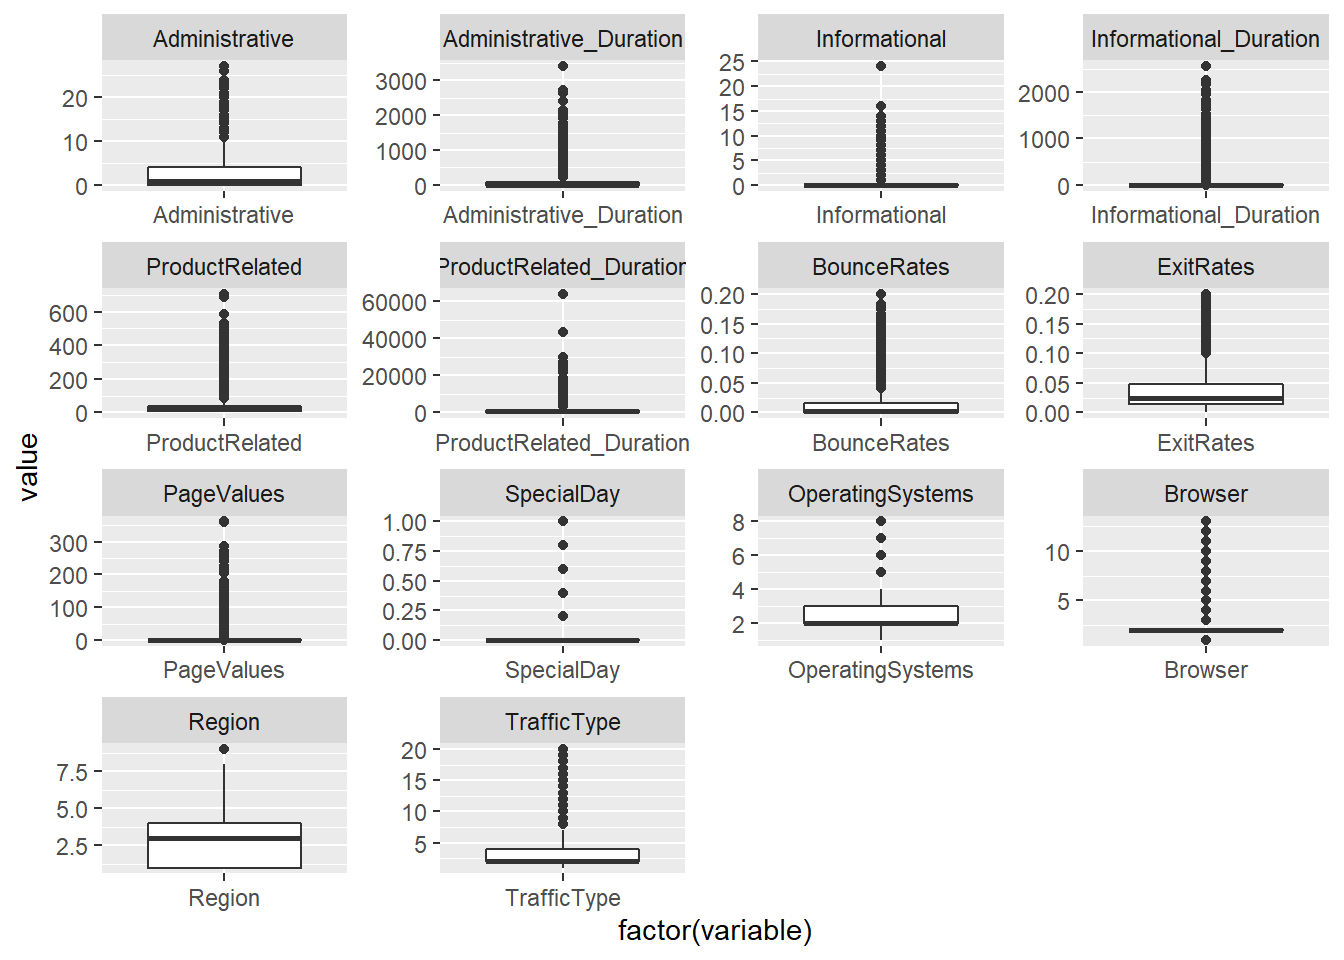 Administrative
Administrative_Duration
Informational
Informational_Duration
20
10
0
3000
2000
1000
0
25
20
15
10
5
0
2000
1000
0
Administrative
Administrative_Duration
Informational
Informational_Duration
ProductRelated
ProductRelated_Duration
BounceRates
ExitRates
600
400
200
0
60000
40000
20000
0
0.20
0.15
0.10
0.05
0.00
0.20
0.15
0.10
0.05
0.00
ProductRelated
ProductRelated_Duration
BounceRates
ExitRates
value
PageValues
SpecialDay
OperatingSystems
Browser
300
200
100
0
1.00
0.75
0.50
0.25
0.00
8
6
4
2
10
5
PageValues
SpecialDay
OperatingSystems
Browser
Region
TrafficType
7.5
5.0
2.5
20
15
10
5
Region
TrafficType
factor(variable)